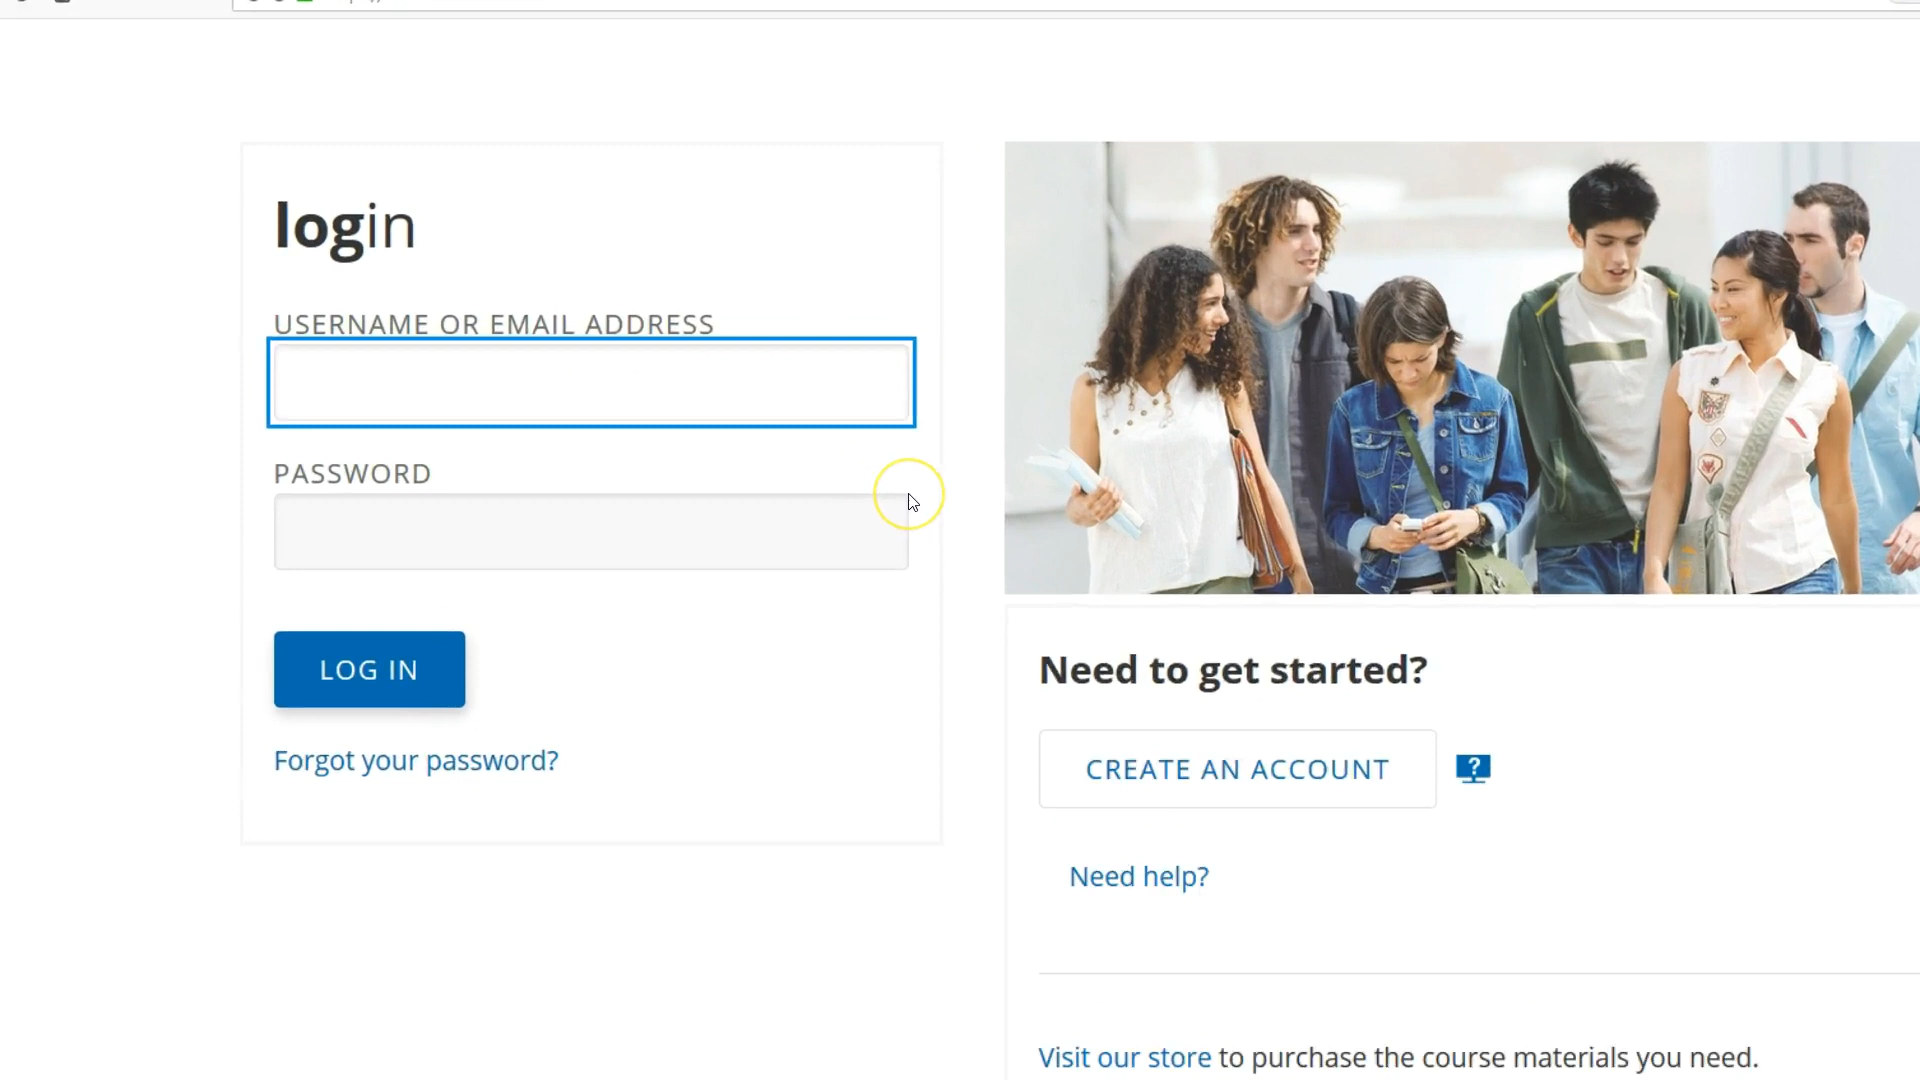 login
USERNAME OR EMAIL ADDRESS
PASSWORD
LOG IN
Forgot your password?
Need to get started?
CREATE AN ACCOUNT
?
Need help?
Visit our store to purchase the course materials you need.